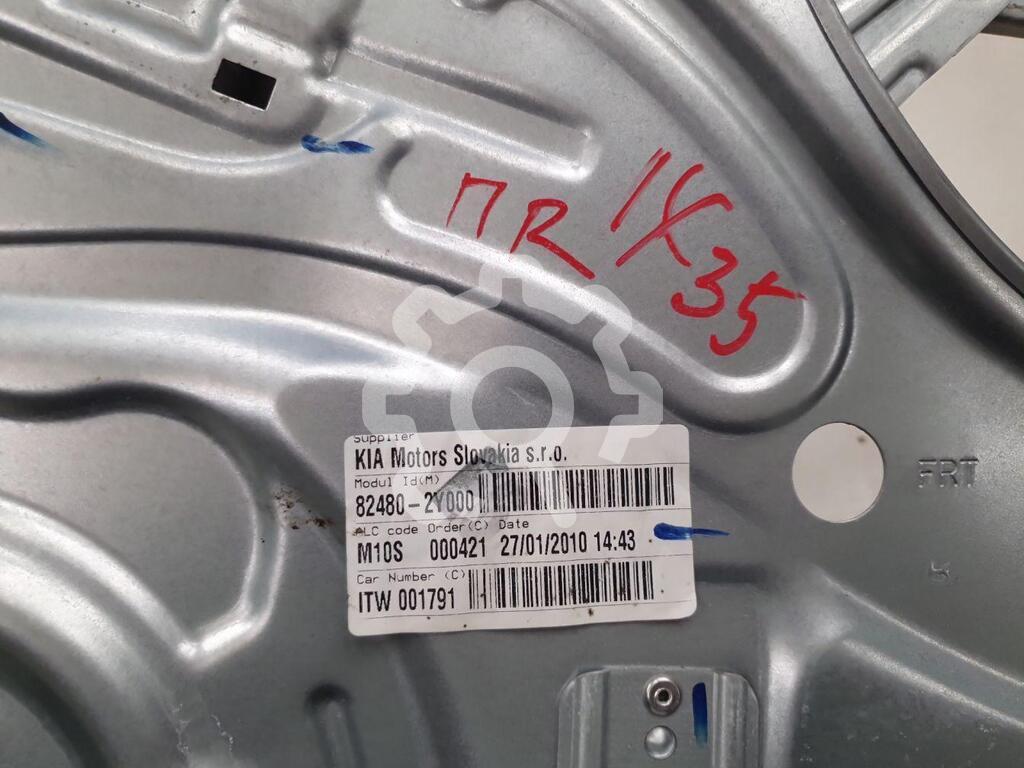 ПR
IX35
Supplier
KIA Motors Slovakia s.r.o.
Modul Id(M)
82480-2Y000
ALC code Order(C) Date
M10S 000421 27/01/2010 14:43
Car Number (C)
ITW 001791
FRT